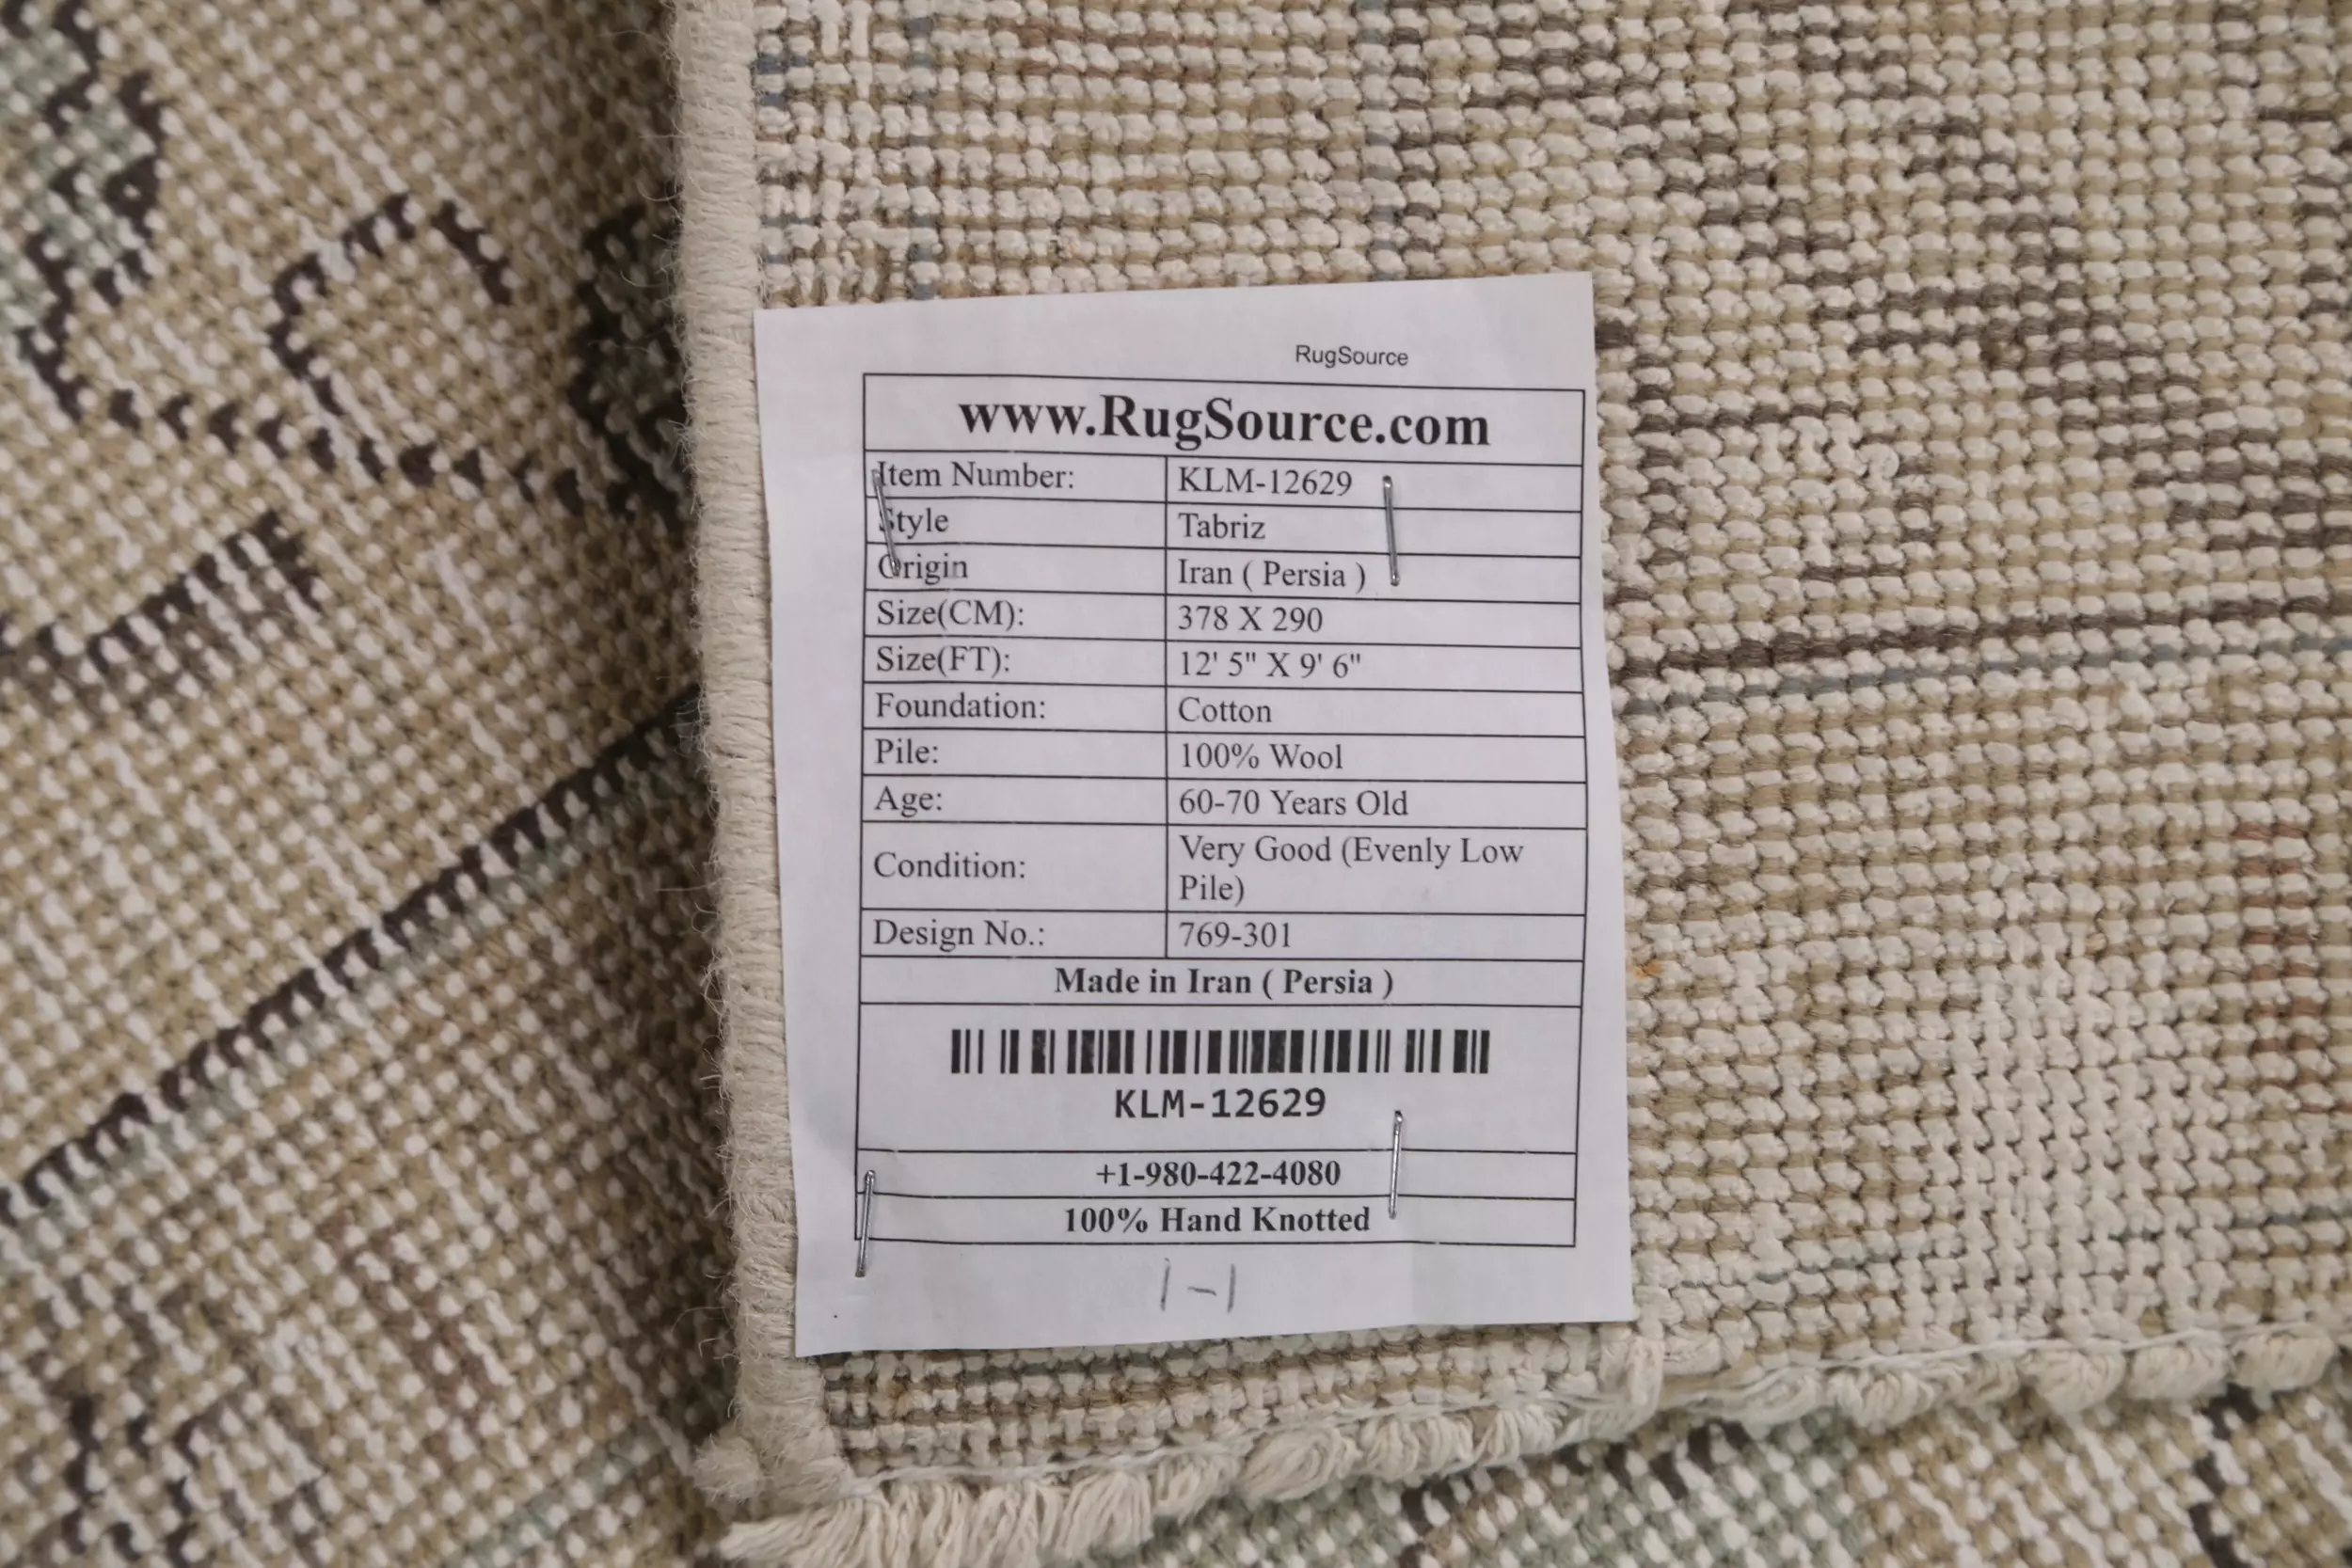 RugSource
www.RugSource.com
Item Number: KLM-12629
Style Tabriz
Origin Iran ( Persia )
Size(CM): 378 X 290
Size(FT): 12' 5" X 9' 6"
Foundation: Cotton
Pile: 100% Wool
Age: 60-70 Years Old
Condition: Very Good (Evenly Low
Pile)
Design No.: 769-301
Made in Iran ( Persia )
KLM-12629
+1-980-422-4080
100% Hand Knotted
1-1